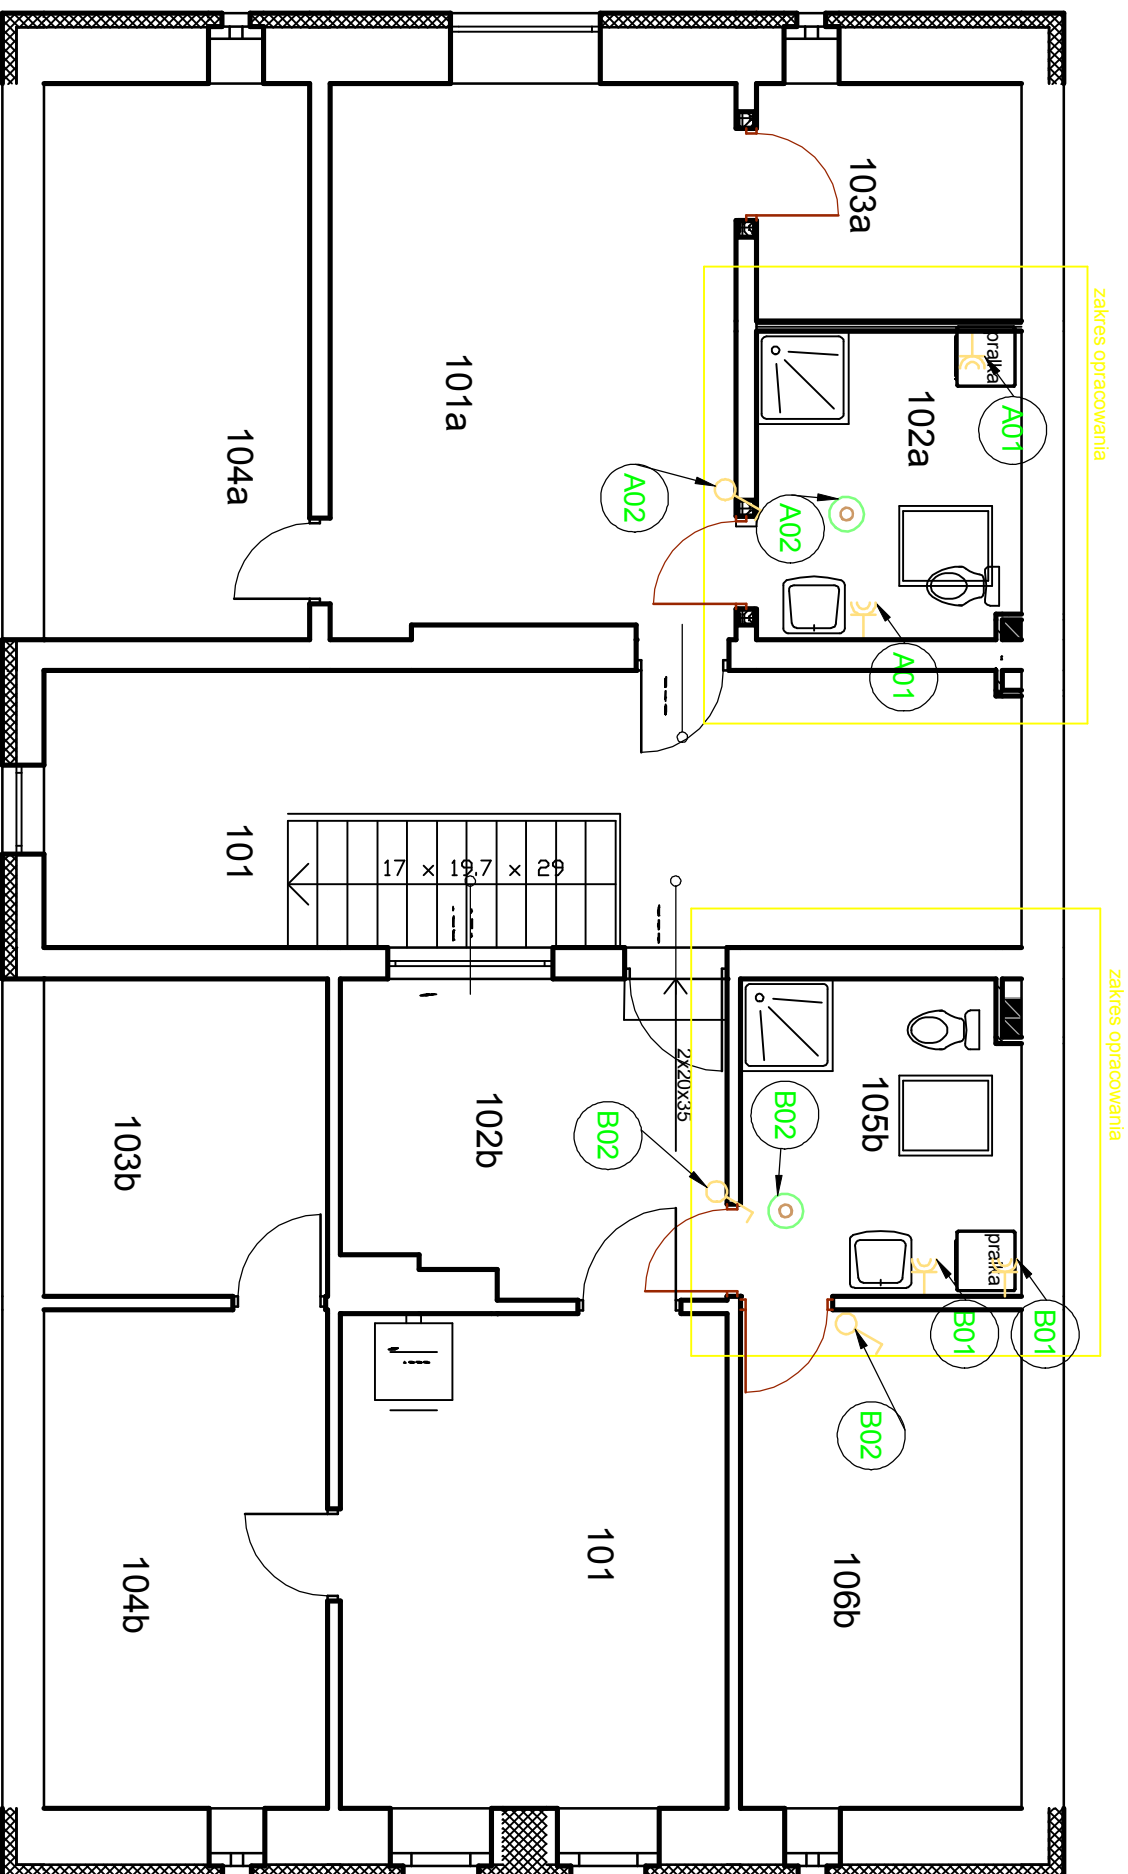 zakres opracowania
103a
pralka
A01
102a
101a
104a
A02
A02
A01
101
17 x 19,7 x 29
zakres opracowania
2x20x35
105b
B02
B02
102b
103b
pralka
B01
B01
B02
106b
101
104b